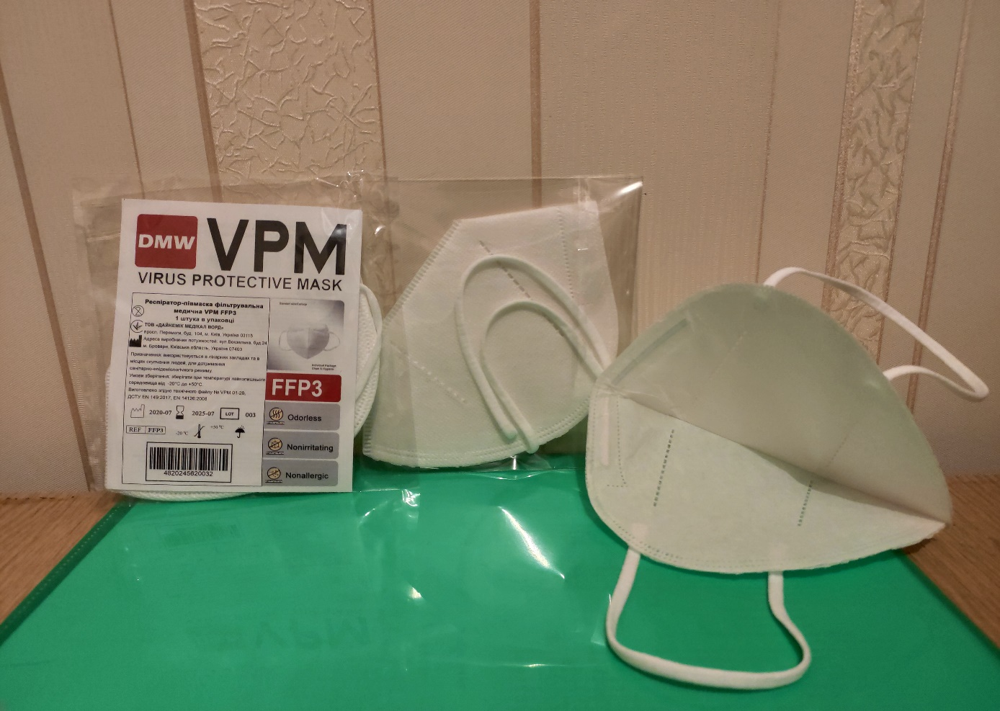 DMW
VPM
VIRUS PROTECTIVE MASK
Респіратор-півмаска фільтрувальна
медична VPM FFP3
1 штука в упаковці
ТОВ «ДАЙНЕМІК МЕДІКАЛ ВОРЛД»
просп. Перемоги, буд. 104, м. Київ, Україна 03115
Адреса виробничих потужностей: вул.Вокзальна, буд.24
м. Бровари, Київська область, Україна 07403
Призначення: використовується в лікарних закладах та в
місцях скупчення людей, для дотримання
санітарно-епідеміологічного режиму.
Умови зберігання: зберігати при температурі навколишнього
середовища від -20°C до +50°C.
Виготовлено згідно технічного файлу № VPM 01-20,
ДСТУ EN 149:2017, EN 14126:2008
2020-07 2025-07 LOT 003
REF FFP3 -20 °C +50 °C
4820245620032
Individual Package
Clean & Hygiene
FFP3
Odorless
Nonirritating
Nonallergic